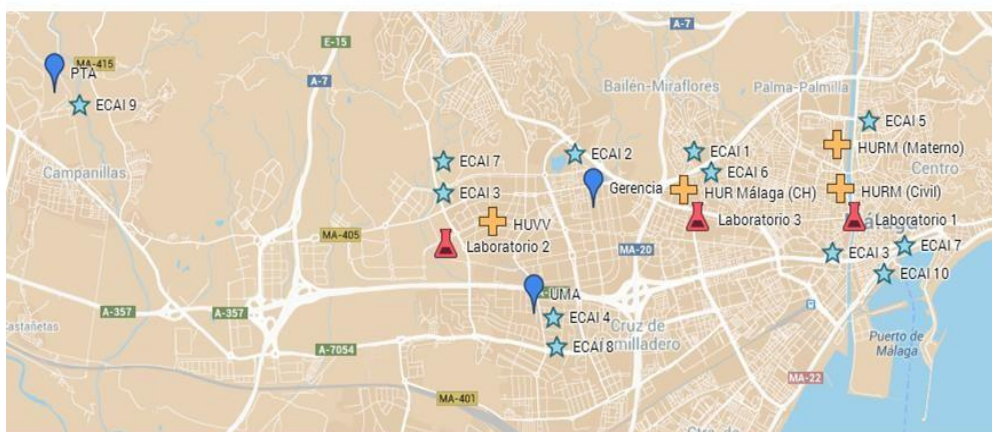 A-7
E-15
MA-415
PTA
A-7
Bailén-Miraflores
Palma-Palmilla
ECAI 9
ECAI 5
ECAI 1
HURM (Materno)
ECAI 7
ECAI 2
Centro
Campanillas
ECAI 6
Gerencia
ECAI 3
HUR Málaga (CH)
HURM (Civil)
HUVV
Laboratorio 3
Laboratorio 1
MA-405
Laboratorio 2
MA-20
ECAI 3
ECAI 7
ECAI 10
UMA
A-357
A-357
ECAI 4
Cruz de
Castañetas
Puerto de
Málaga
A-7054
ECAI 8
MA-22
MA-401